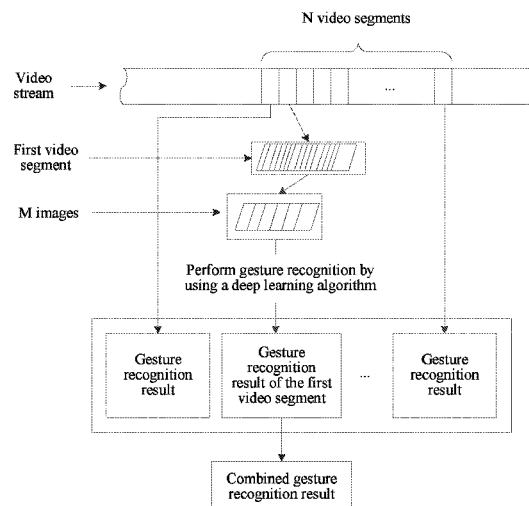 N video segments
Video
stream
...
First video
segment
M images
Perform gesture recognition by
using a deep learning algorithm
Gesture
recognition
result
Gesture
recognition
result of the first
video segment
...
Gesture
recognition
result
Combined gesture
recognition result